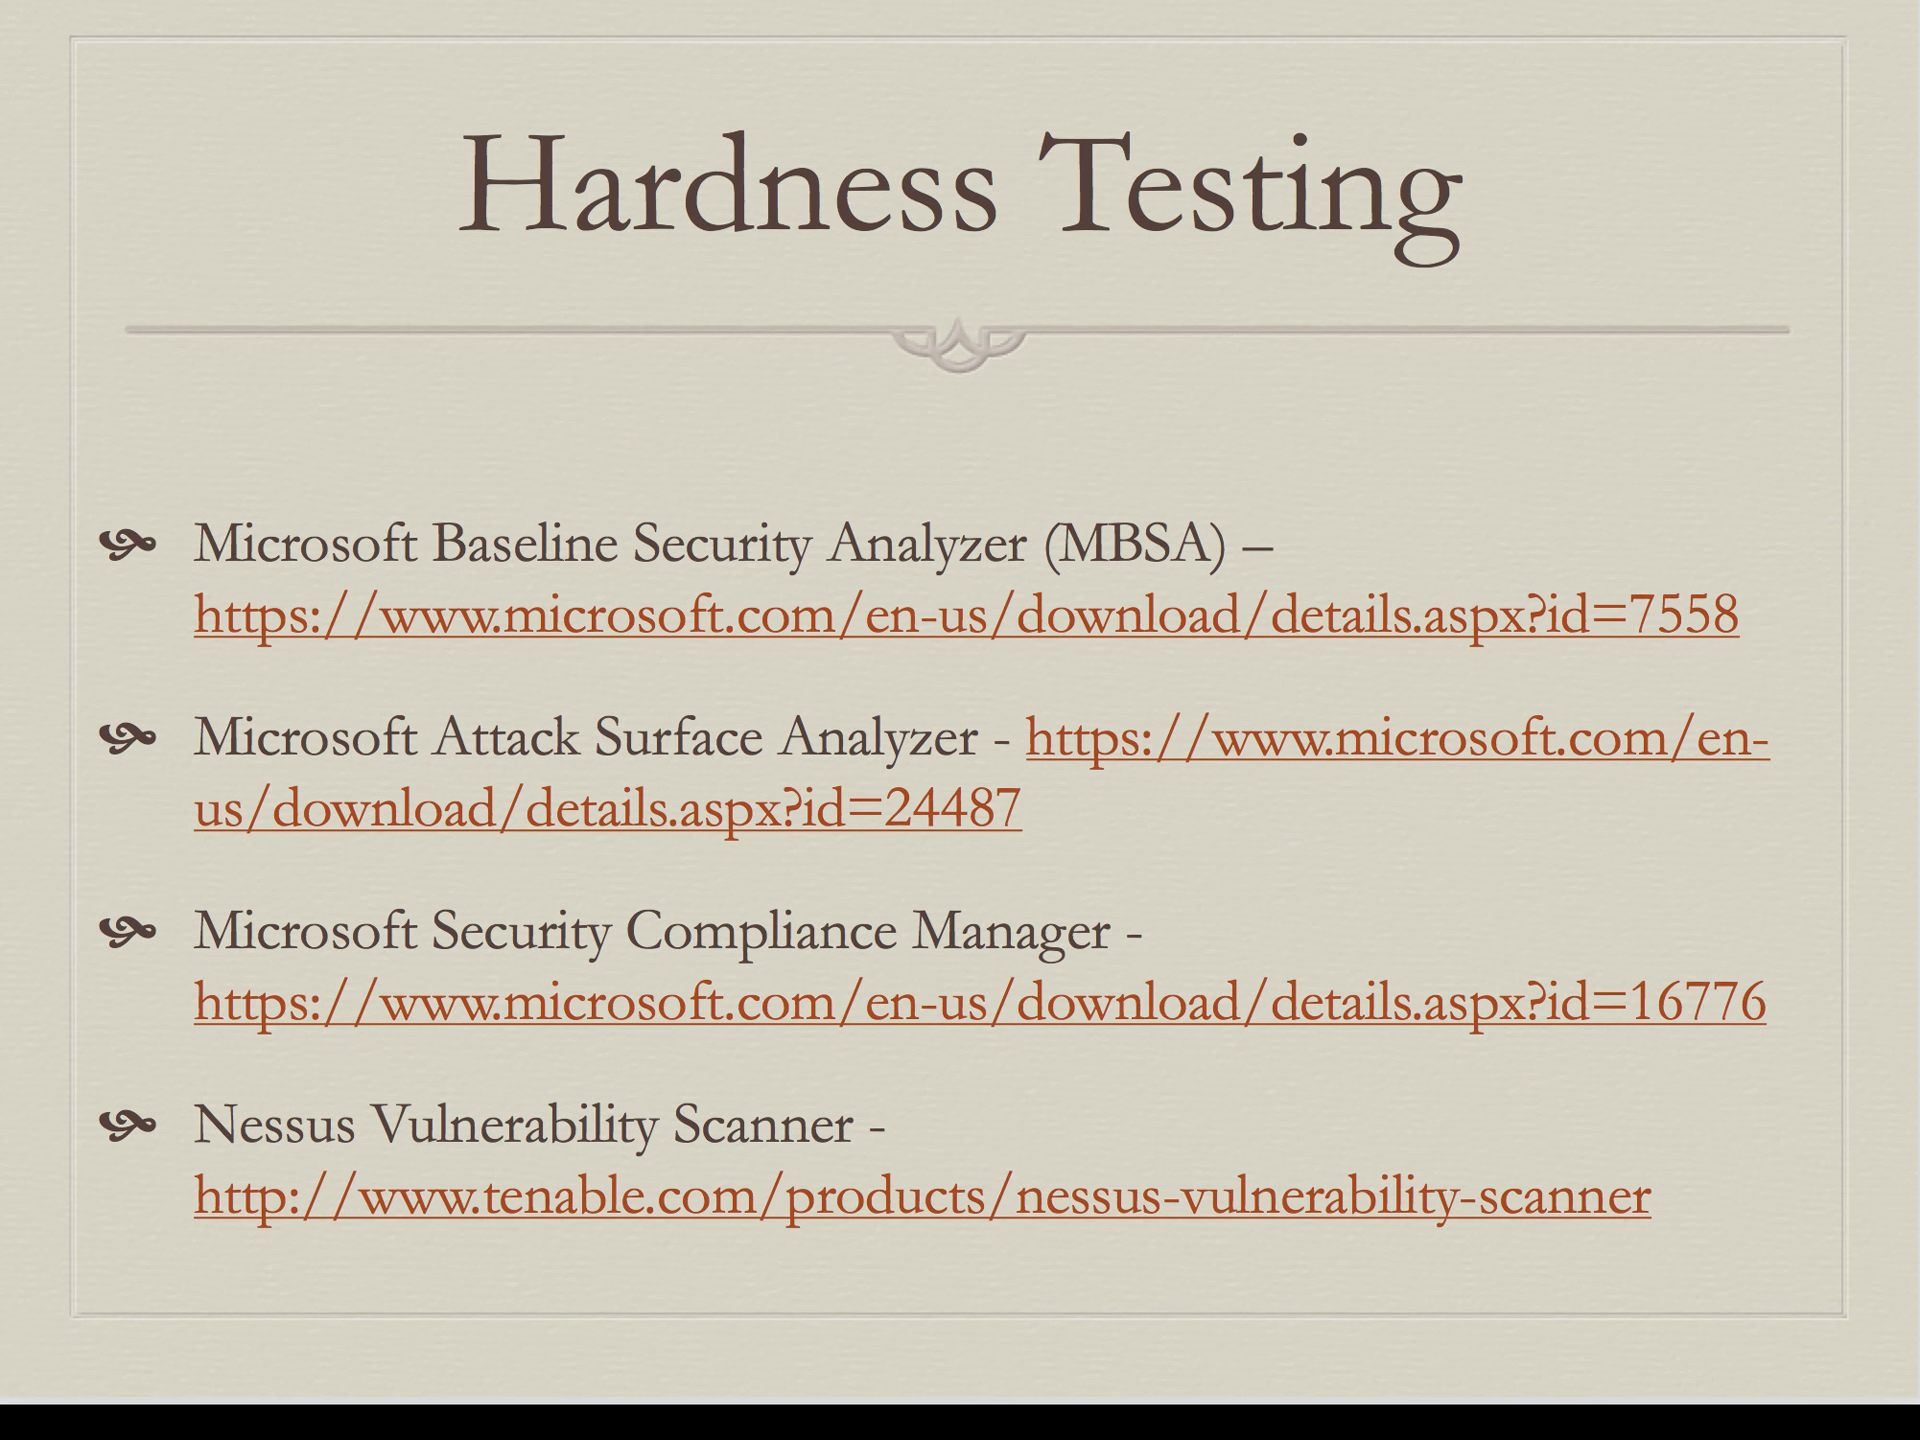 Hardness Testing
Microsoft Baseline Security Analyzer (MBSA) –
https://www.microsoft.com/en-us/download/details.aspx?id=7558
Microsoft Attack Surface Analyzer - https://www.microsoft.com/en-
us/download/details.aspx?id=24487
Microsoft Security Compliance Manager -
https://www.microsoft.com/en-us/download/details.aspx?id=16776
Nessus Vulnerability Scanner -
http://www.tenable.com/products/nessus-vulnerability-scanner